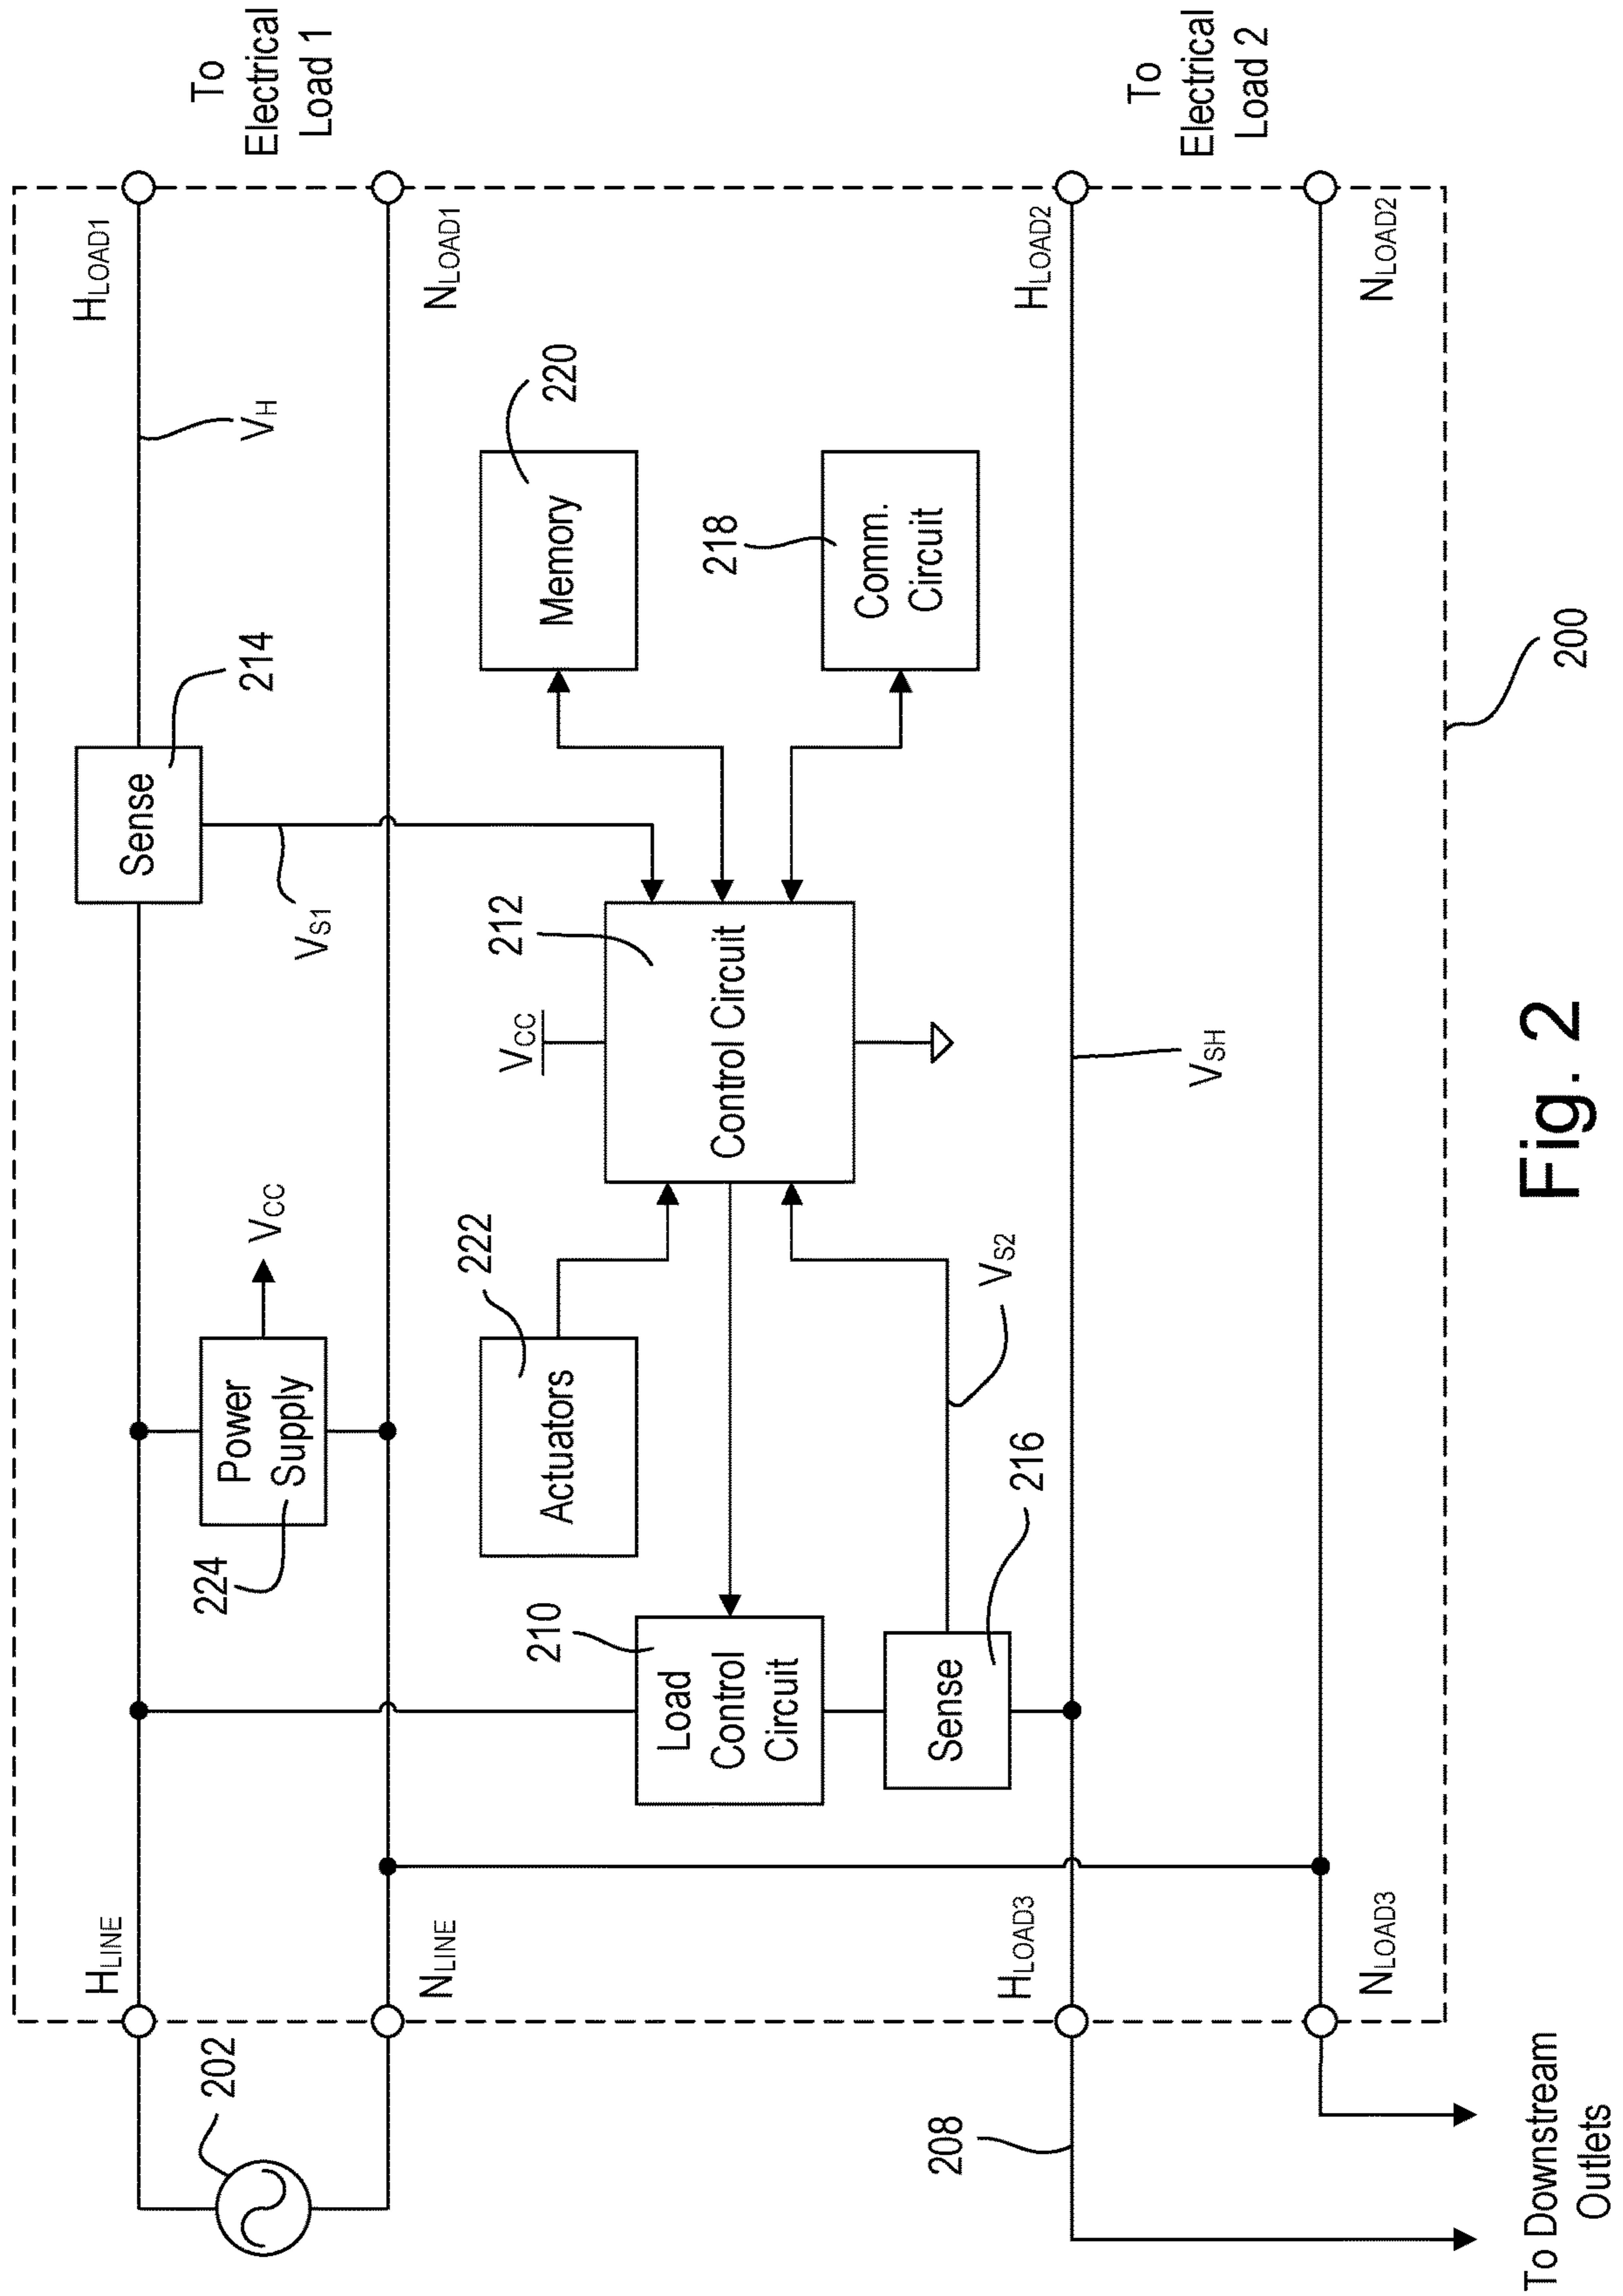 To
Electrical
Load 1
To
Electrical
Load 2
HLOAD1
NLOAD1
HLOAD2
NLOAD2
VH
220
Memory
218
Comm.
Circuit
214
Sense
VS1
200
212
Control Circuit
VCC
VSH
VCC
222
Actuators
VS2
Power
Supply
224
210
Load
Control
Circuit
216
Sense
HLINE
NLINE
HLOAD3
NLOAD3
202
208
To Downstream
Outlets
Fig. 2